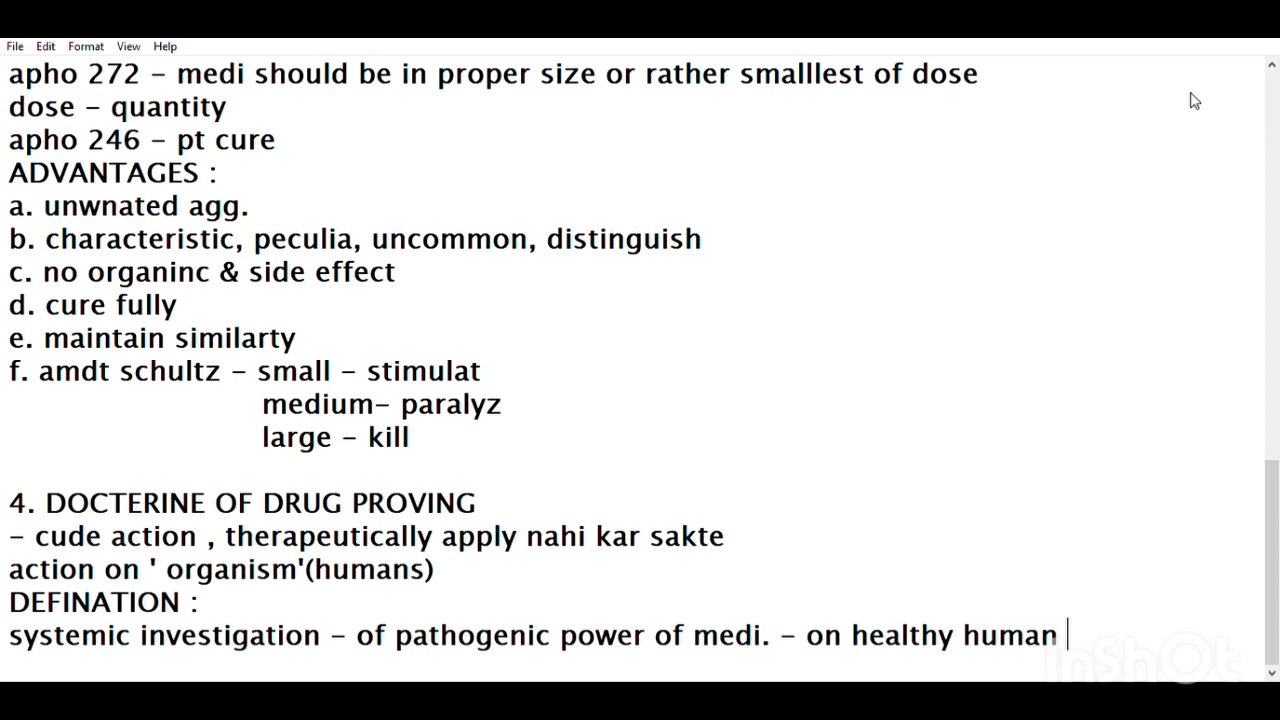 File Edit Format View Help
apho 272 - medi should be in proper size or rather smalllest of dose
dose - quantity
apho 246 - pt cure
ADVANTAGES :
a. unwnated agg.
b. characteristic, peculia, uncommon, distinguish
c. no organinc & side effect
d. cure fully
e. maintain similarty
f. amdt schultz - small - stimulat
medium- paralyz
large - kill
4. DOCTERINE OF DRUG PROVING
- cude action , therapeutically apply nahi kar sakte
action on ' organism'(humans)
DEFINATION :
systemic investigation - of pathogenic power of medi. - on healthy human
InShOt